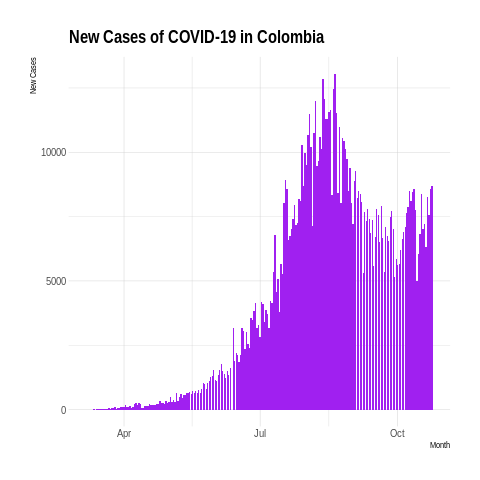 New Cases of COVID-19 in Colombia
New Cases
10000
5000
0
Apr
Jul
Oct
Month